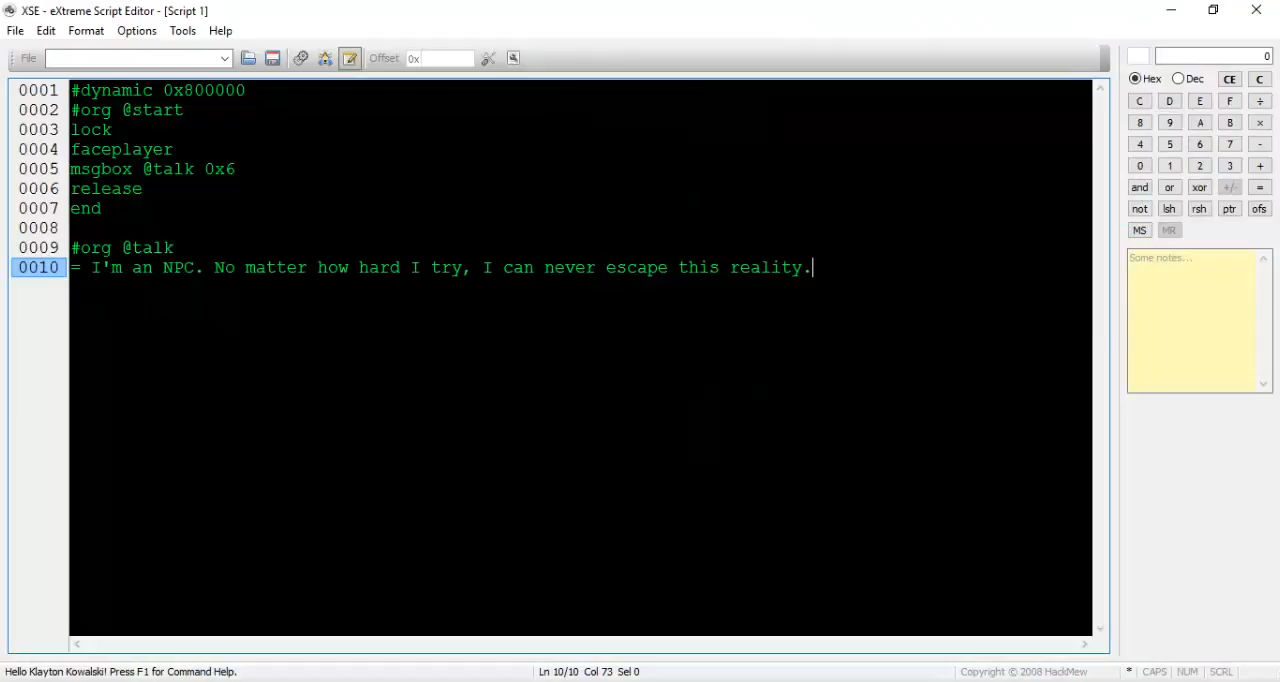 XSE - eXtreme Script Editor - [Script 1]
File Edit Format Options Tools Help
File Offset 0x 0
Hex Dec CE C
C D E F ÷
8 9 A B ×
4 5 6 7 -
0 1 2 3 +
and or xor +/- =
not lsh rsh ptr ofs
MS MR
Some notes...
0001 #dynamic 0x800000
0002 #org @start
0003 lock
0004 faceplayer
0005 msgbox @talk 0x6
0006 release
0007 end
0008
0009 #org @talk
0010 = I'm an NPC. No matter how hard I try, I can never escape this reality.
Hello Klayton Kowalski! Press F1 for Command Help. Ln 10/10 Col 73 Sel 0 Copyright © 2008 HackMew * CAPS NUM SCRL